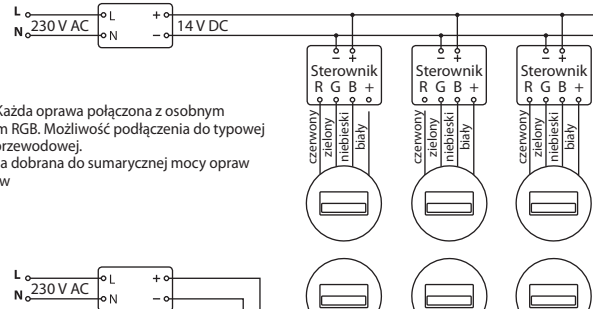 L
230 V AC
N
L
N
+
–
14 V DC
– +
Sterownik
R G B +
czerwony
zielony
niebieski
biały
– +
Sterownik
R G B +
czerwony
zielony
niebieski
biały
– +
Sterownik
R G B +
czerwony
zielony
niebieski
biały
Każda oprawa połączona z osobnym
RGB. Możliwość podłączenia do typowej
a dobrana do sumarycznej mocy opraw
L
230 V AC
N
L
N
+
–